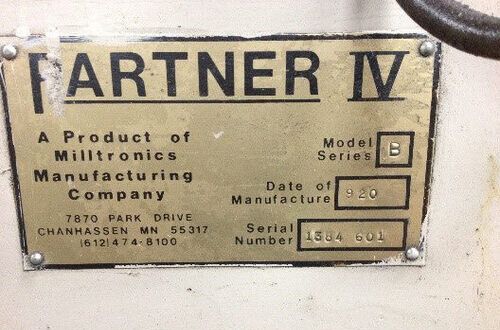 PARTNER IV
A Product of
Milltronics
Manufacturing
Company
7870 PARK DRIVE
CHANHASSEN MN 55317
(612)474-8100
Model
Series B
Date of
Manufacture 920
Serial
Number 1384 601